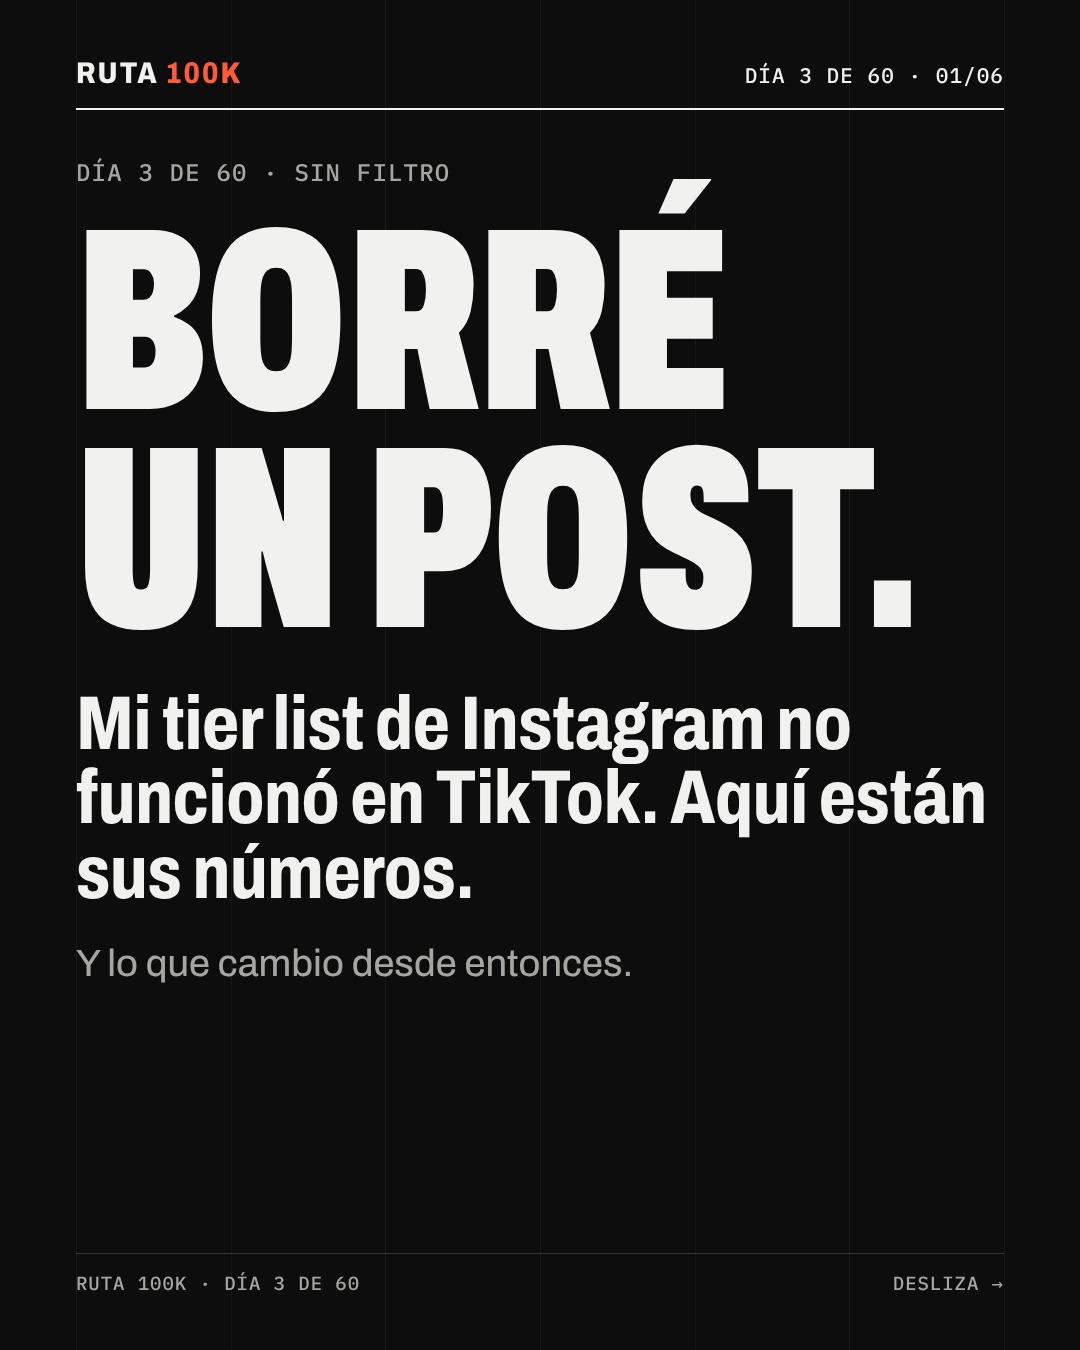 RUTA 100K
DÍA 3 DE 60 · 01/06
DÍA 3 DE 60 · SIN FILTRO
BORRÉ
UN POST.
Mi tier list de Instagram no
funcionó en TikTok. Aquí están
sus números.
Y lo que cambio desde entonces.
RUTA 100K · DÍA 3 DE 60
DESLIZA →